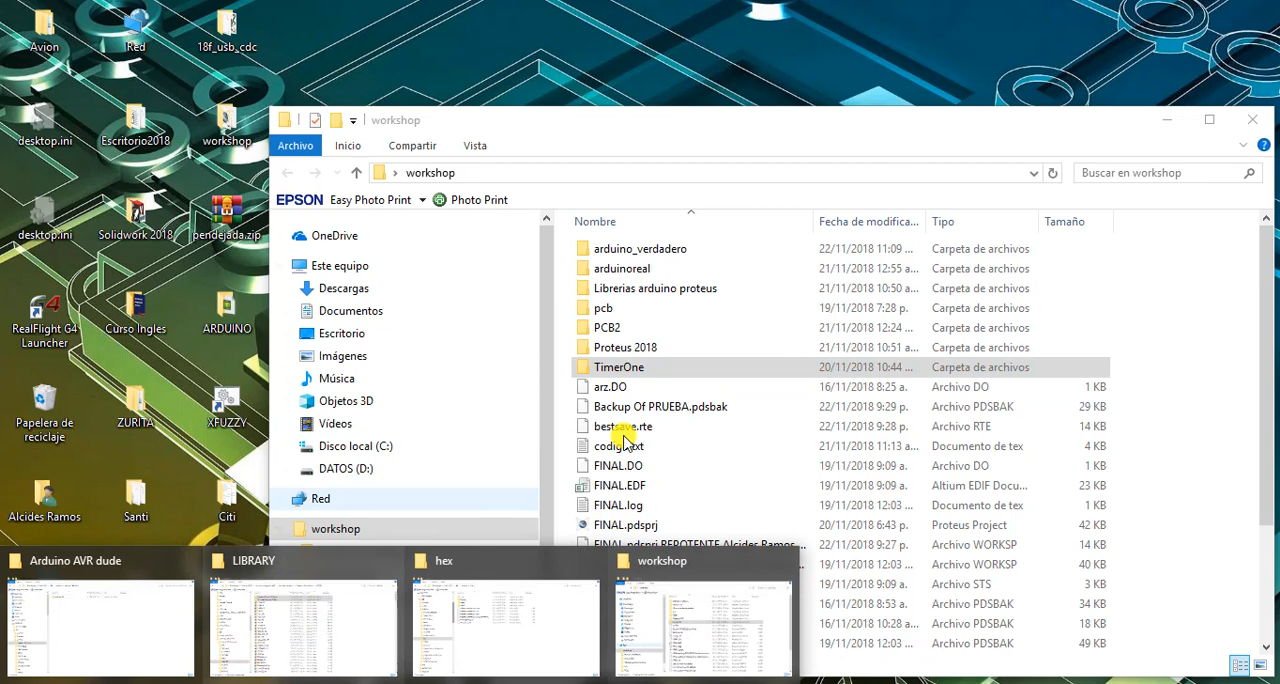 Avion
Red
18f_usb_cdc
desktop.ini
Escritorio2018
workshop
desktop.ini
Solidwork 2018
pendejada.zip
RealFlight G4
Launcher
Curso Ingles
ARDUINO
Papelera de
reciclaje
ZURITA
XFUZZY
Alcides Ramos
Santi
Citi
workshop
Archivo
Inicio
Compartir
Vista
workshop
Buscar en workshop
EPSON Easy Photo Print Photo Print
OneDrive
Este equipo
Descargas
Documentos
Escritorio
Imágenes
Música
Objetos 3D
Vídeos
Disco local (C:)
DATOS (D:)
Red
workshop
Nombre Fecha de modifica... Tipo Tamaño
arduino_verdadero 22/11/2018 11:09 ... Carpeta de archivos
arduinoreal 21/11/2018 12:55 a... Carpeta de archivos
Librerias arduino proteus 21/11/2018 10:50 a... Carpeta de archivos
pcb 19/11/2018 7:28 p. Carpeta de archivos
PCB2 21/11/2018 12:24 ... Carpeta de archivos
Proteus 2018 21/11/2018 10:51 a... Carpeta de archivos
TimerOne 20/11/2018 10:44 ... Carpeta de archivos
arz.DO 16/11/2018 8:25 a. Archivo DO 1 KB
Backup Of PRUEBA.pdsbak 22/11/2018 9:29 p. Archivo PDSBAK 29 KB
bestsave.rte 22/11/2018 9:28 p. Archivo RTE 14 KB
21/11/2018 11:13 a... Documento de tex 4 KB
FINAL.DO 19/11/2018 9:09 a. Archivo DO 1 KB
FINAL.EDF 19/11/2018 9:09 a. Altium EDIF Docu... 23 KB
FINAL.log 19/11/2018 12:03 ... Documento de tex 1 KB
FINAL.pdsprj 20/11/2018 6:43 p. Proteus Project 42 KB
FINAL.pdsprj.REPOTENTE.Alcides Ramos... 22/11/2018 9:27 p. Archivo WORKSP 14 KB
19/11/2018 12:03 ... Archivo WORKSP 40 KB
19/11/2018 9:09 a. Archivo STS 3 KB
16/11/2018 8:53 a. Archivo PDSBAK 34 KB
16/11/2018 10:28 a... Archivo PDSBAK 18 KB
19/11/2018 12:03 ... Archivo PDSBAK 49 KB
Arduino AVR dude
LIBRARY
hex
workshop